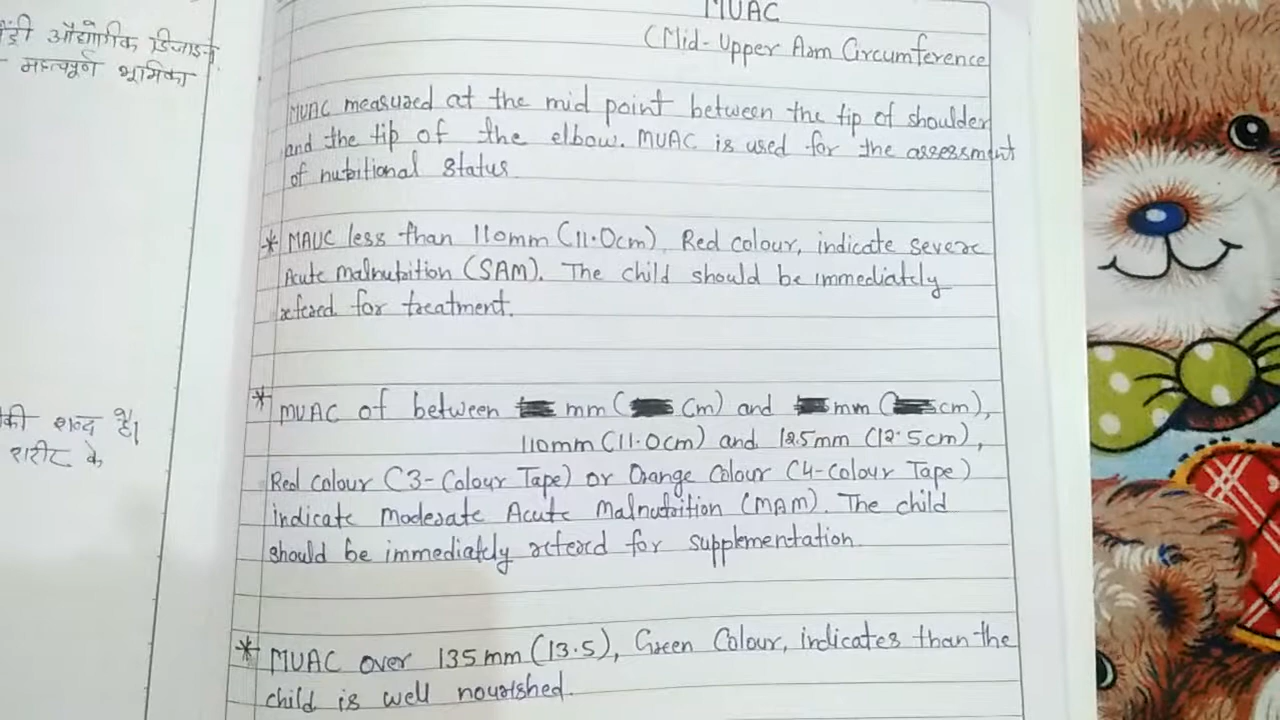 औद्योगिक डिजाइन
महत्वपूर्ण भूमिका
की शब्द है।
शरीर के
MUAC
(Mid-Upper Arm Circumference
MUAC measured at the mid point between the tip of shoulder
and the tip of the elbow. MUAC is used for the assessment
of nutritional status
* MAUC less than 110mm (11.0cm), Red colour, indicate severe
Acute malnutrition (SAM). The child should be immediately
refered for treatment.
* MUAC of between mm ( cm) and mm ( cm),
110mm (11.0cm) and 125mm (12.5cm),
Red colour (3-Colour Tape) or Orange Colour (4-Colour Tape)
indicate Moderate Acute Malnutrition (MAM). The child
should be immediately refered for supplementation.
* MUAC over 135mm (13.5), Green Colour, indicates than the
child is well nourished.